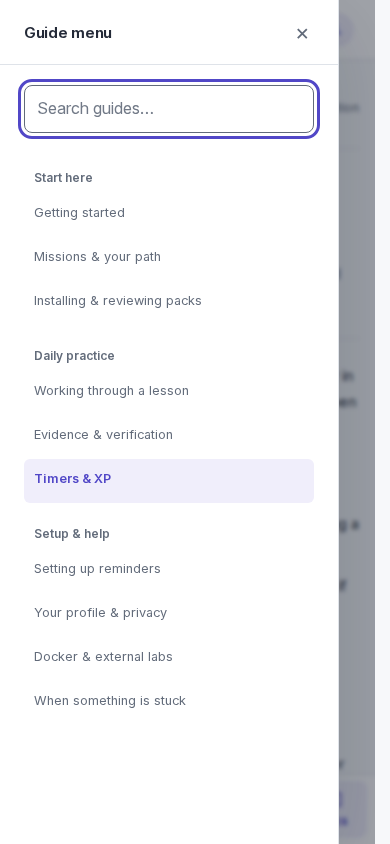 Guide menu
Search guides...
Start here
Getting started
Missions & your path
Installing & reviewing packs
Daily practice
Working through a lesson
Evidence & verification
Timers & XP
Setup & help
Setting up reminders
Your profile & privacy
Docker & external labs
When something is stuck